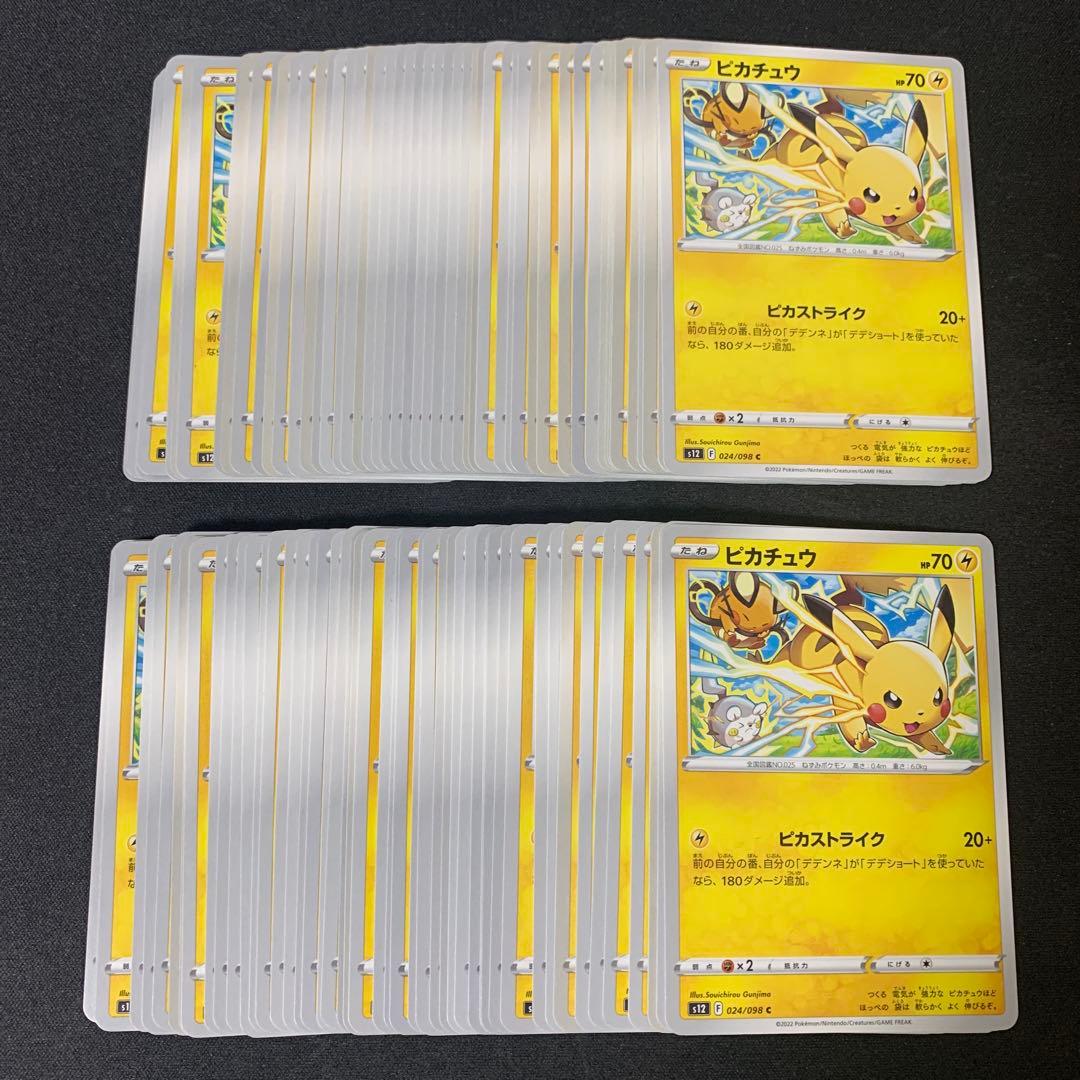 たね
たね ピカチュウ HP70
全国図鑑NO.025 ねずみポケモン 高さ:0.4m 重さ:6.0kg
ピカストライク 20+
前
前の自分の番、自分の「デデンネ」が「デデショート」を使っていた
なら、180ダメージ追加。
弱
弱点 ×2 抵抗力 にげる
Illus.Souichirou Gunjima
s12 F 024/098 C
つくる 電気が 強力な ピカチュウほど
ほっぺの 袋は 軟らかく よく 伸びるぞ。
©2022 Pokémon/Nintendo/Creatures/GAME FREAK.
s12
たね ピカチュウ HP70
全国図鑑NO.025 ねずみポケモン 高さ:0.4m 重さ:6.0kg
ピカストライク 20+
前
前の自分の番、自分の「デデンネ」が「デデショート」を使っていた
なら、180ダメージ追加。
弱
弱点 ×2 抵抗力 にげる
Illus.Souichirou Gunjima
s12 F 024/098 C
つくる 電気が 強力な ピカチュウほど
ほっぺの 袋は 軟らかく よく 伸びるぞ。
©2022 Pokémon/Nintendo/Creatures/GAME FREAK.